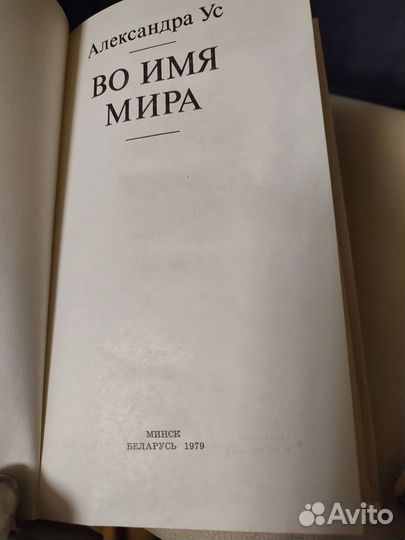 Александра Ус
ВО ИМЯ
МИРА
МИНСК
БЕЛАРУСЬ 1979
Avito